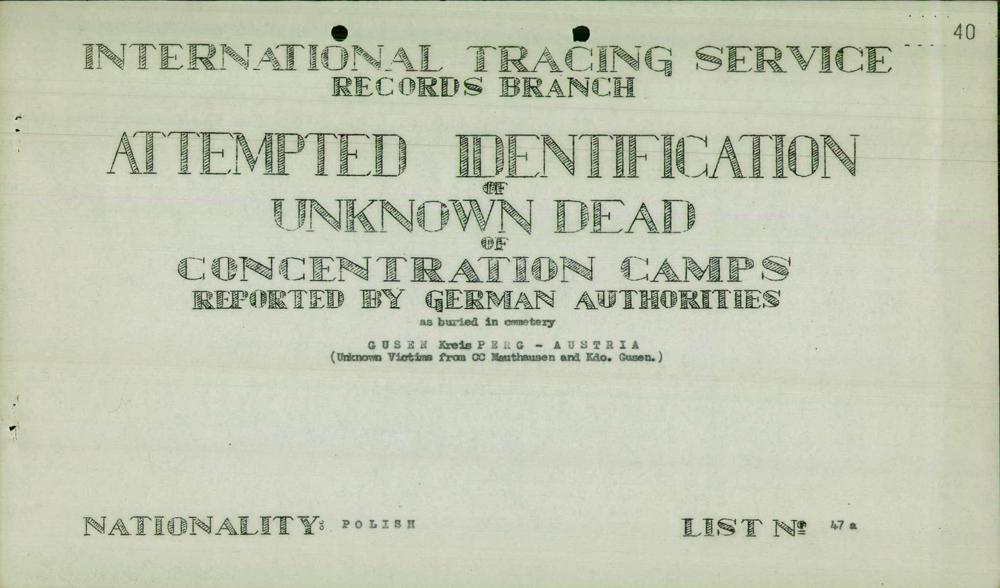 40
INTERNATIONAL TRACING SERVICE
RECORDS BRANCH
ATTEMPTED IDENTIFICATION
OF
UNKNOWN DEAD
OF
CONCENTRATION CAMPS
REPORTED BY GERMAN AUTHORITIES
as buried in cemetery
GUSEN Kreis PERG - AUSTRIA
(Unknown Victims from CC Mauthausen and Kdo. Gusen.)
NATIONALITY: POLISH
LIST Nº 47a